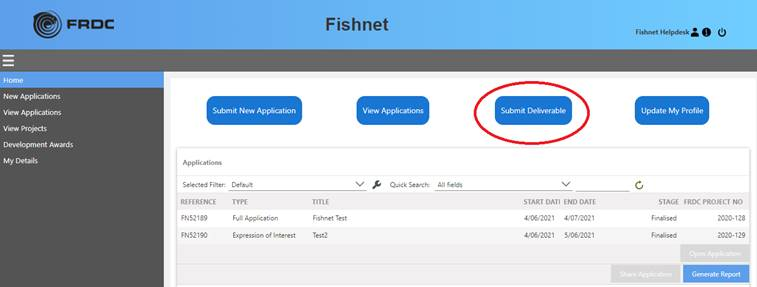 FRDC
Fishnet
Fishnet Helpdesk
Home
New Applications
View Applications
View Projects
Development Awards
My Details
Submit New Application
View Applications
Submit Deliverable
Update My Profile
Applications
Selected Filter: Default Quick Search: All fields
REFERENCE TYPE TITLE START DATI END DATE STAGE FRDC PROJECT NO
FN52189 Full Application Fishnet Test 4/06/2021 4/07/2021 Finalised 2020-128
FN52190 Expression of Interest Test2 4/06/2021 5/06/2021 Finalised 2020-129
Open Application
Share Application Generate Report